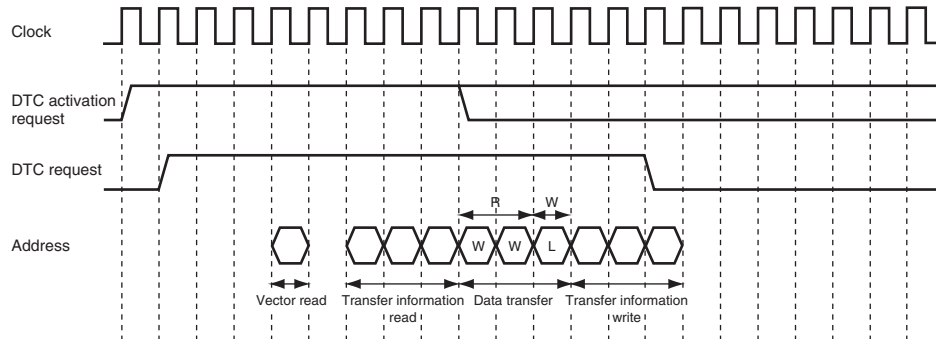 Clock
DTC activation
request
DTC request
R W
Address W W L
Vector read Transfer information Data transfer Transfer information
read write